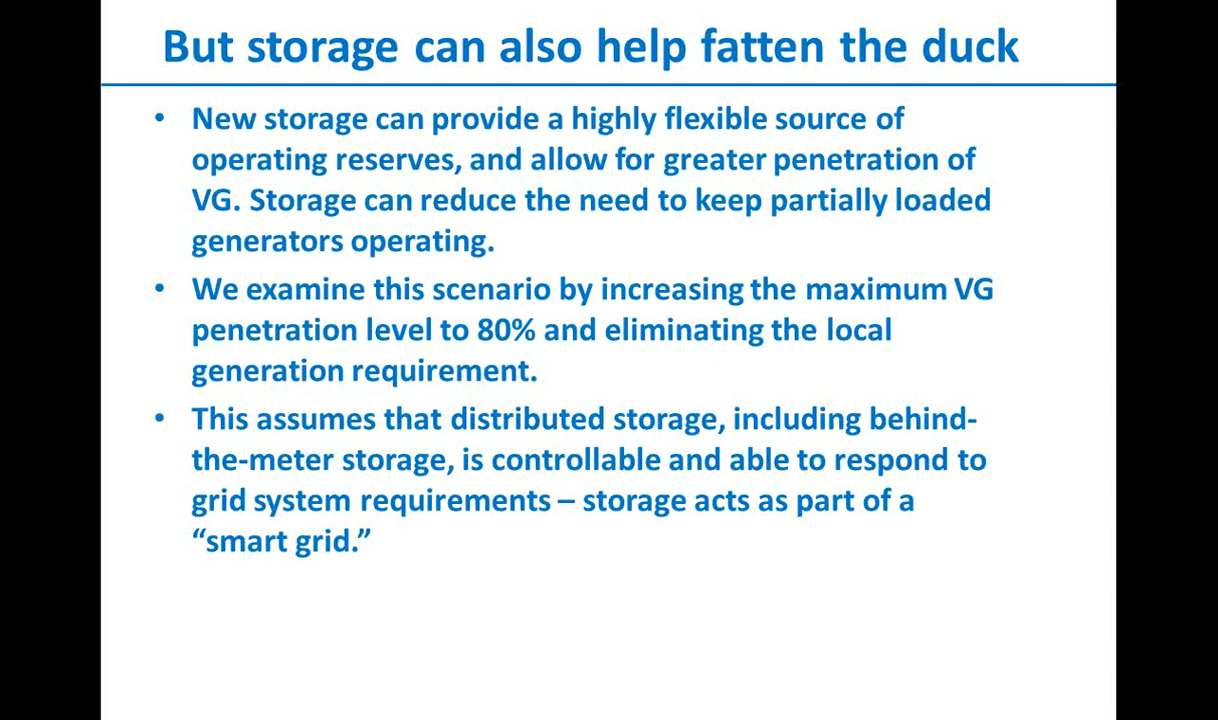 But storage can also help fatten the duck
• New storage can provide a highly flexible source of
operating reserves, and allow for greater penetration of
VG. Storage can reduce the need to keep partially loaded
generators operating.
• We examine this scenario by increasing the maximum VG
penetration level to 80% and eliminating the local
generation requirement.
• This assumes that distributed storage, including behind-
the-meter storage, is controllable and able to respond to
grid system requirements – storage acts as part of a
“smart grid.”